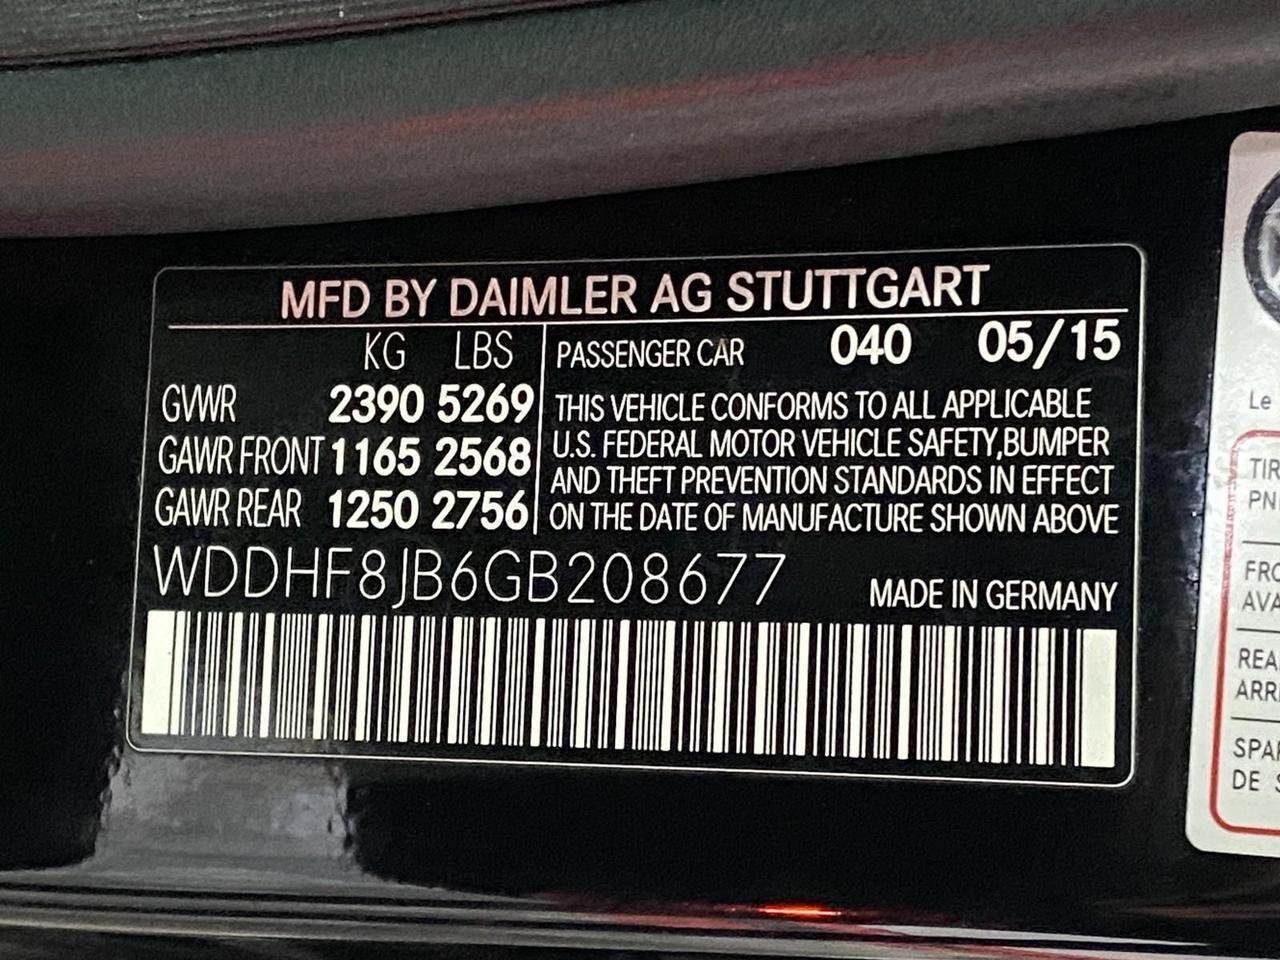 MFD BY DAIMLER AG STUTTGART
KG LBS
GVWR 2390 5269
GAWR FRONT 1165 2568
GAWR REAR 1250 2756
PASSENGER CAR 040 05/15
THIS VEHICLE CONFORMS TO ALL APPLICABLE
U.S. FEDERAL MOTOR VEHICLE SAFETY,BUMPER
AND THEFT PREVENTION STANDARDS IN EFFECT
ON THE DATE OF MANUFACTURE SHOWN ABOVE
WDDHF8JB6GB208677
MADE IN GERMANY
Le
DE